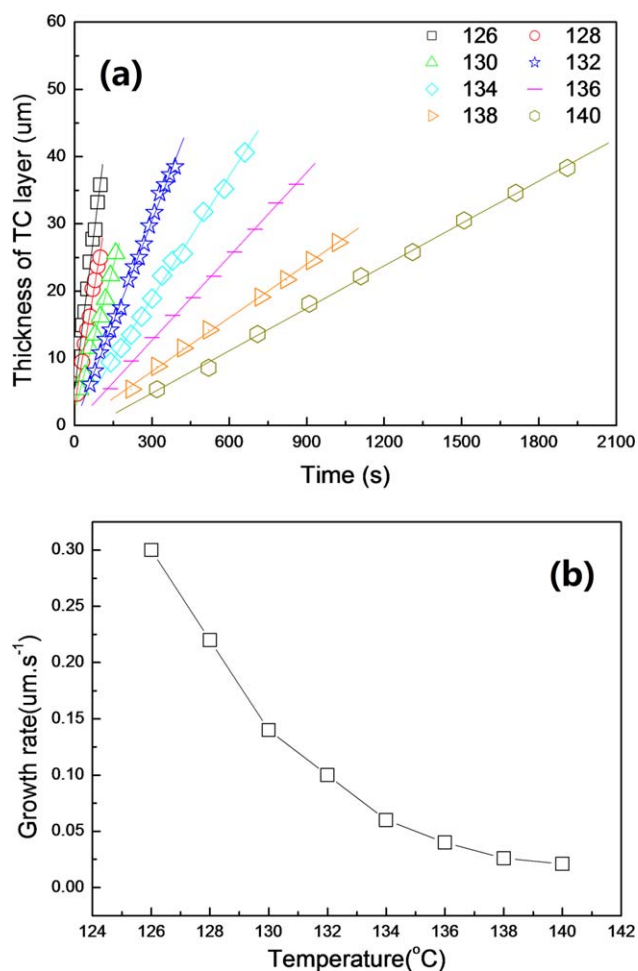 (a)
126 128
130 132
134 136
138 140
60
50
40
30
20
10
0
Thickness of TC layer (um)
0 300 600 900 1200 1500 1800 2100
Time (s)
(b)
0.30
0.25
0.20
0.15
0.10
0.05
0.00
Growth rate(um.s-1)
124 126 128 130 132 134 136 138 140 142
Temperature(oC)